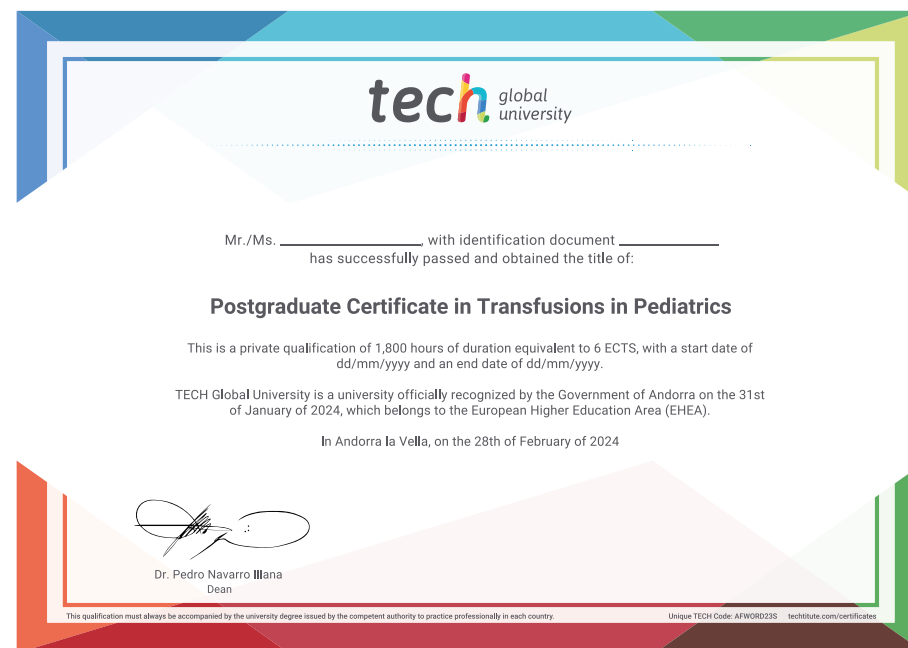 tech global university
Mr./Ms. ____________, with identification document ____________
has successfully passed and obtained the title of:
Postgraduate Certificate in Transfusions in Pediatrics
This is a private qualification of 1,800 hours of duration equivalent to 6 ECTS, with a start date of
dd/mm/yyyy and an end date of dd/mm/yyyy.
TECH Global University is a university officially recognized by the Government of Andorra on the 31st
of January of 2024, which belongs to the European Higher Education Area (EHEA).
In Andorra la Vella, on the 28th of February of 2024
Dr. Pedro Navarro Illana
Dean
This qualification must always be accompanied by the university degree issued by the competent authority to practice professionally in each country.
Unique TECH Code: AFWORD23S techtitute.com/certificates